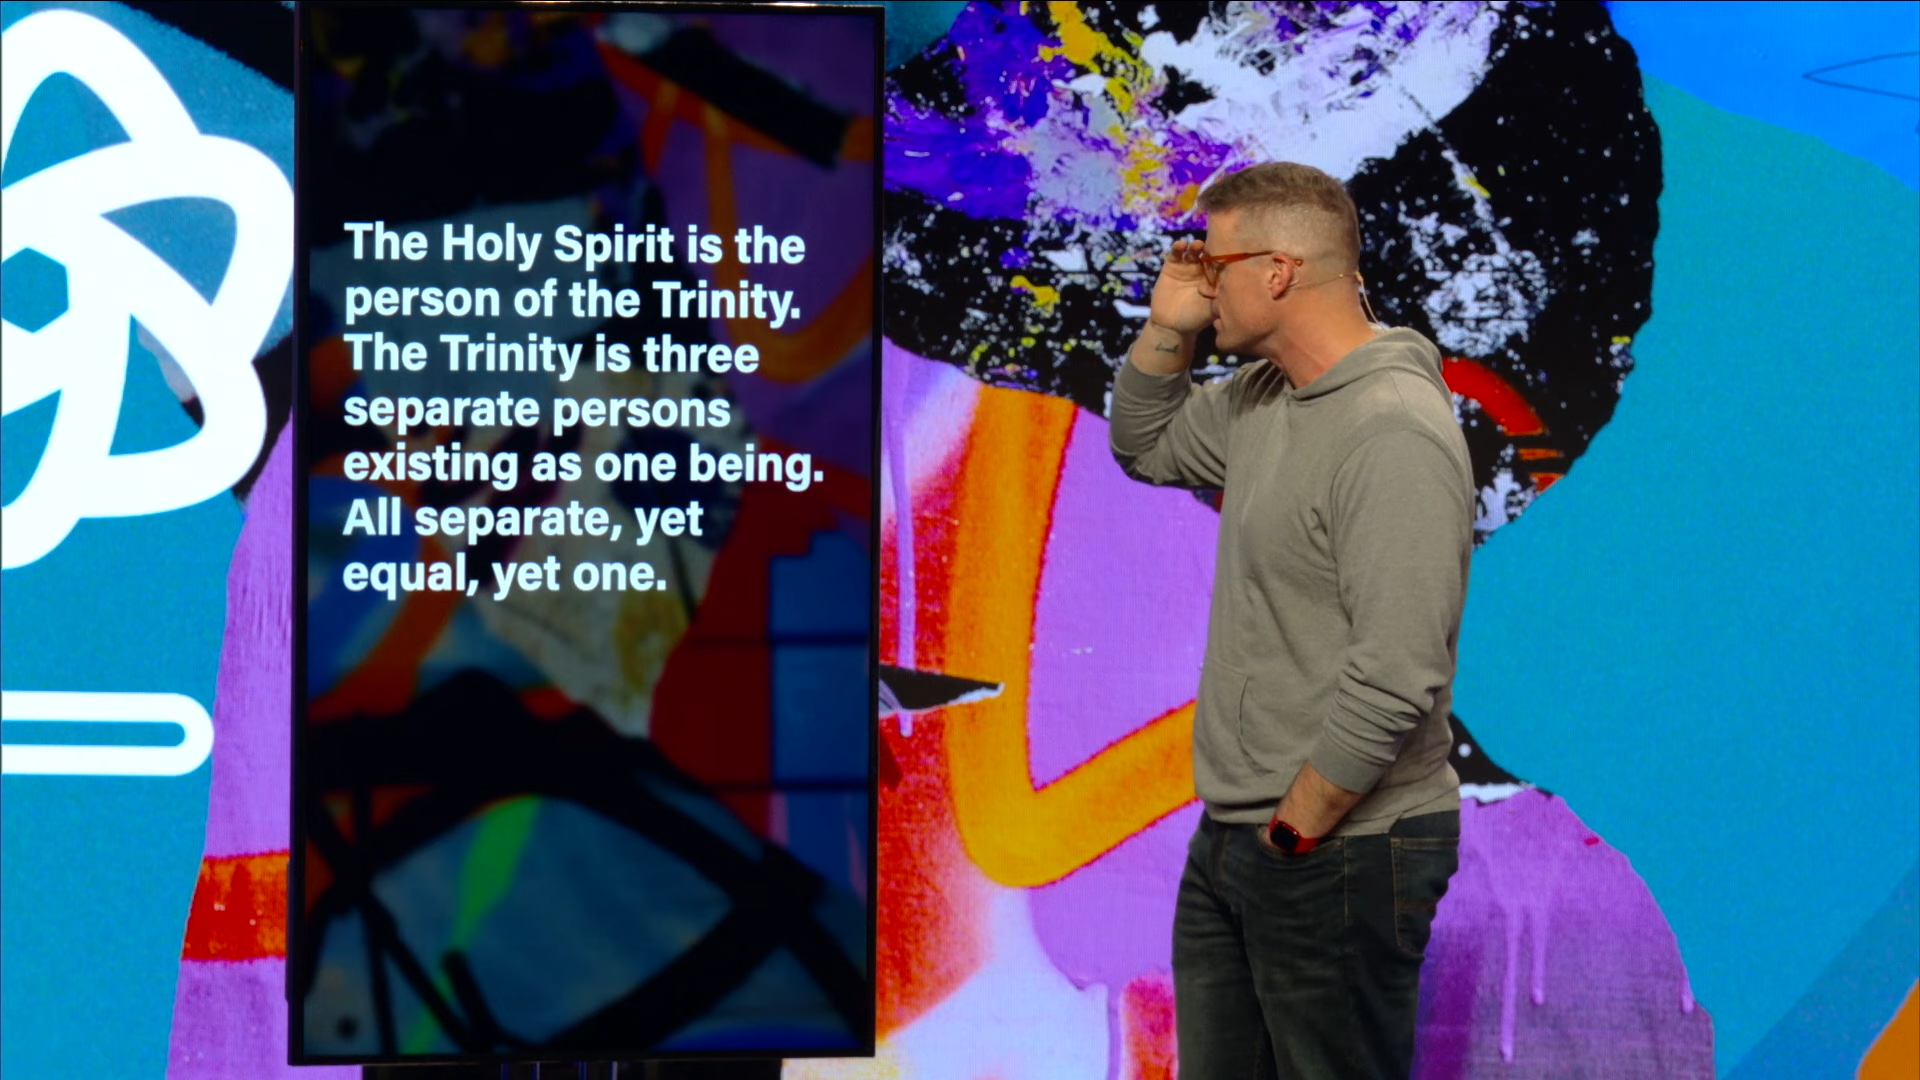 The Holy Spirit is the
person of the Trinity.
The Trinity is three
separate persons
existing as one being.
All separate, yet
equal, yet one.